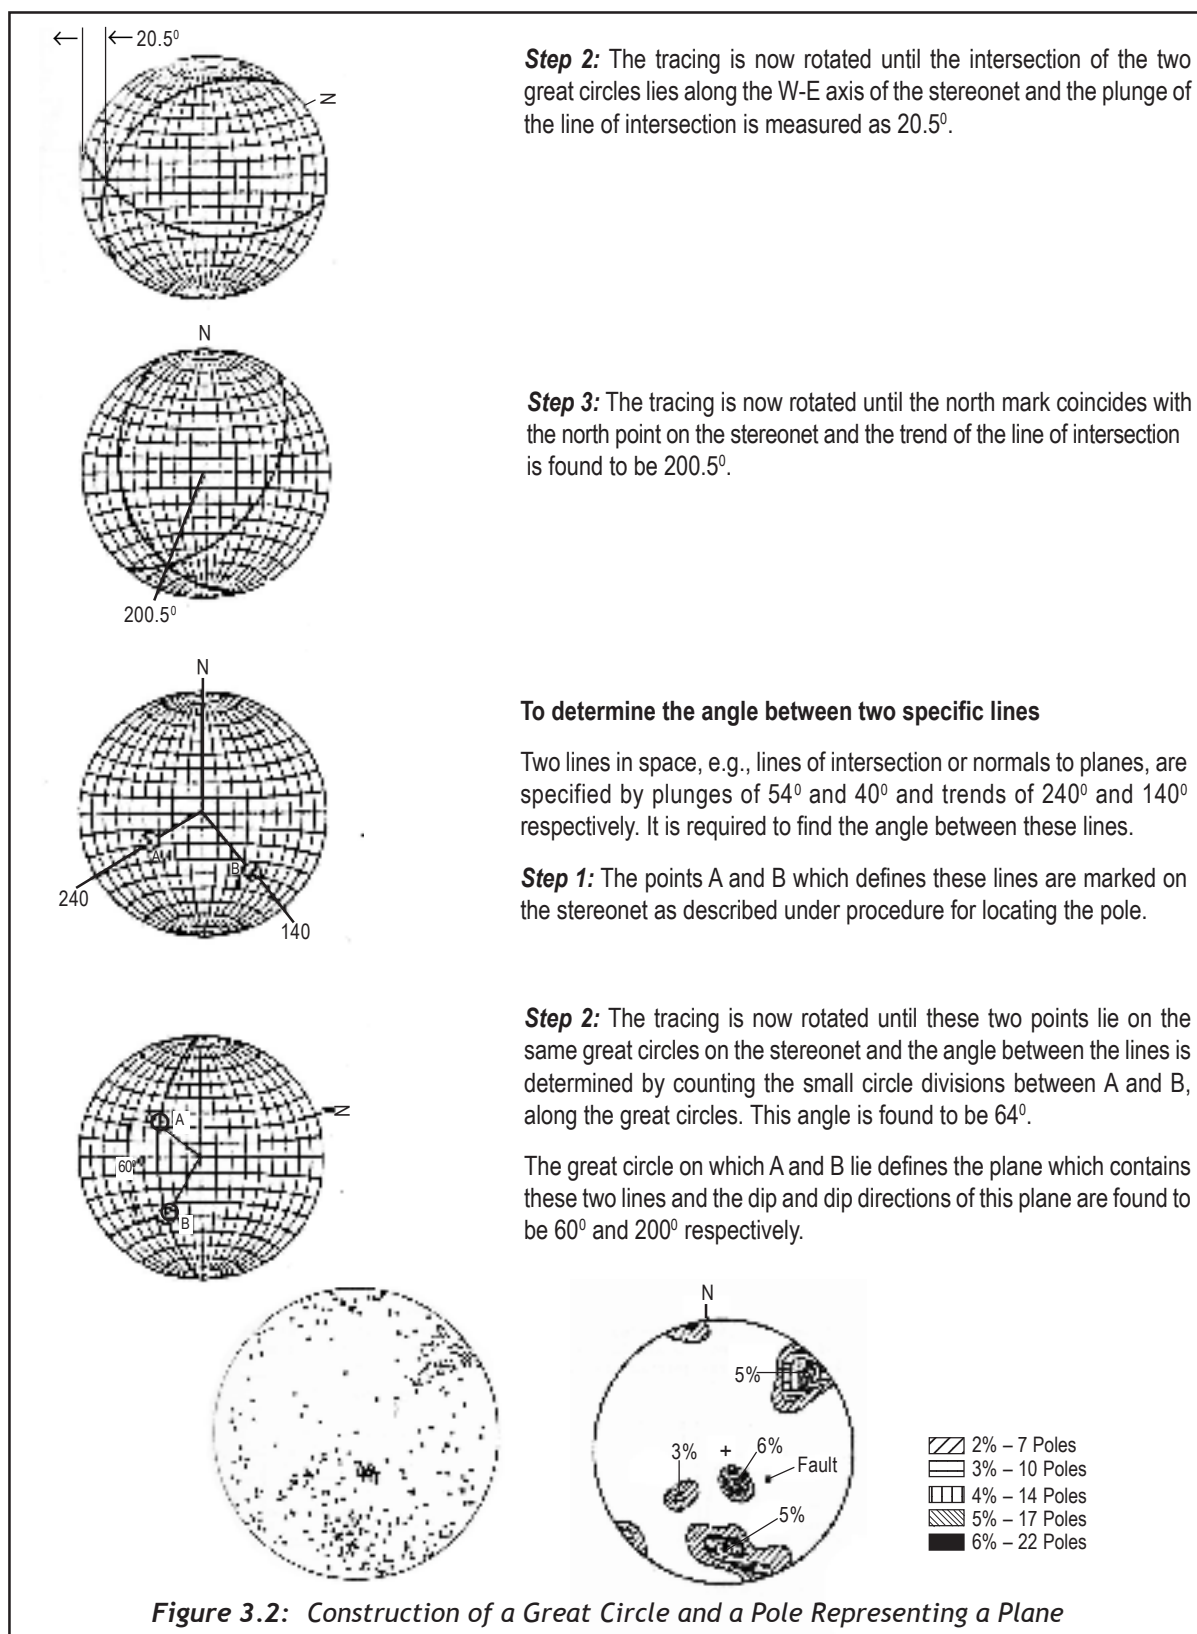 ← ← 20.5⁰
N
Step 2: The tracing is now rotated until the intersection of the two
great circles lies along the W-E axis of the stereonet and the plunge of
the line of intersection is measured as 20.5⁰.
N
200.5⁰
Step 3: The tracing is now rotated until the north mark coincides with
the north point on the stereonet and the trend of the line of intersection
is found to be 200.5⁰.
N
A
B
240
140
To determine the angle between two specific lines
Two lines in space, e.g., lines of intersection or normals to planes, are
specified by plunges of 54⁰ and 40⁰ and trends of 240⁰ and 140⁰
respectively. It is required to find the angle between these lines.
Step 1: The points A and B which defines these lines are marked on
the stereonet as described under procedure for locating the pole.
N
A
60⁰
B
Step 2: The tracing is now rotated until these two points lie on the
same great circles on the stereonet and the angle between the lines is
determined by counting the small circle divisions between A and B,
along the great circles. This angle is found to be 64⁰.
The great circle on which A and B lie defines the plane which contains
these two lines and the dip and dip directions of this plane are found to
be 60⁰ and 200⁰ respectively.
N
5%
3%
+
6%
Fault
5%
2% – 7 Poles
3% – 10 Poles
4% – 14 Poles
5% – 17 Poles
6% – 22 Poles
Figure 3.2: Construction of a Great Circle and a Pole Representing a Plane